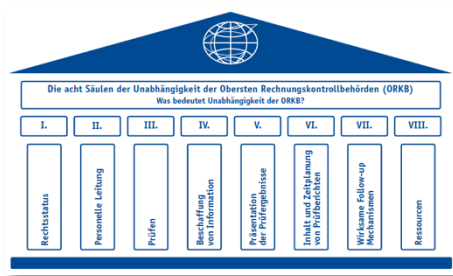 Die acht Säulen der Unabhängigkeit der Obersten Rechnungskontrollbehörden (ORKB)
Was bedeutet Unabhängigkeit der ORKB?
I.
II.
III.
IV.
V.
VI.
VII.
VIII.
Rechtsstatus
Personelle Leitung
Prüfen
Beschaffung
von Information
Präsentation
der Prüfergebnisse
Inhalt und Zeitplanung
von Prüfberichten
Wirksame Follow-up
Mechanismen
Ressourcen